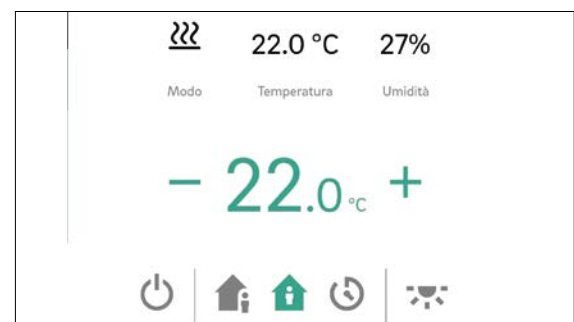 22.0 °C 27%
Modo Temperatura Umidità
− 22.0 °C +